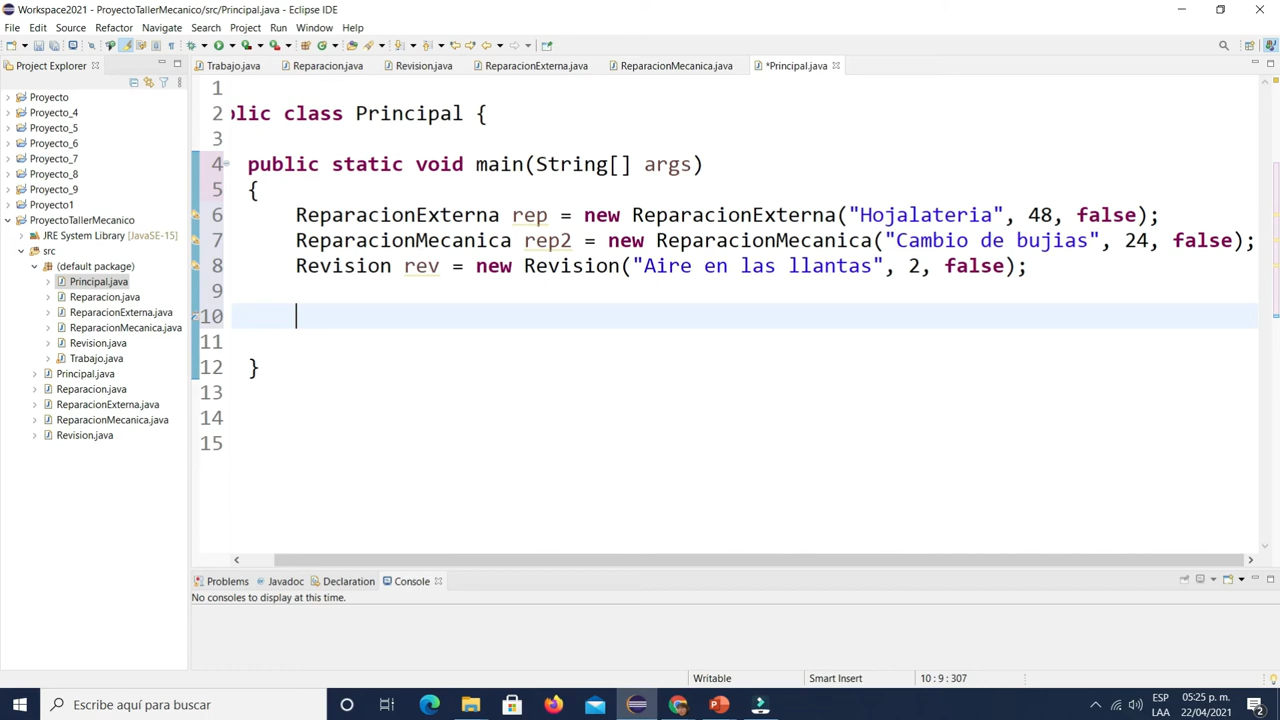 Workspace2021 - ProyectoTallerMecanico/src/Principal.java - Eclipse IDE
File Edit Source Refactor Navigate Search Project Run Window Help
Project Explorer
Trabajo.java Reparacion.java Revision.java ReparacionExterna.java ReparacionMecanica.java *Principal.java
Proyecto
Proyecto_4
Proyecto_5
Proyecto_6
Proyecto_7
Proyecto_8
Proyecto_9
Proyecto1
ProyectoTallerMecanico
JRE System Library [JavaSE-15]
src
(default package)
Principal.java
Reparacion.java
ReparacionExterna.java
ReparacionMecanica.java
Revision.java
Trabajo.java
Principal.java
Reparacion.java
ReparacionExterna.java
ReparacionMecanica.java
Revision.java
1
2 blic class Principal {
3
4 public static void main(String[] args)
5 {
6 ReparacionExterna rep = new ReparacionExterna("Hojalateria", 48, false);
7 ReparacionMecanica rep2 = new ReparacionMecanica("Cambio de bujias", 24, false);
8 Revision rev = new Revision("Aire en las llantas", 2, false);
9
10
11
12 }
13
14
15
Problems Javadoc Declaration Console
No consoles to display at this time.
Writable Smart Insert 10 : 9 : 307
Escribe aquí para buscar
ESP 05:25 p. m.
LAA 22/04/2021
2